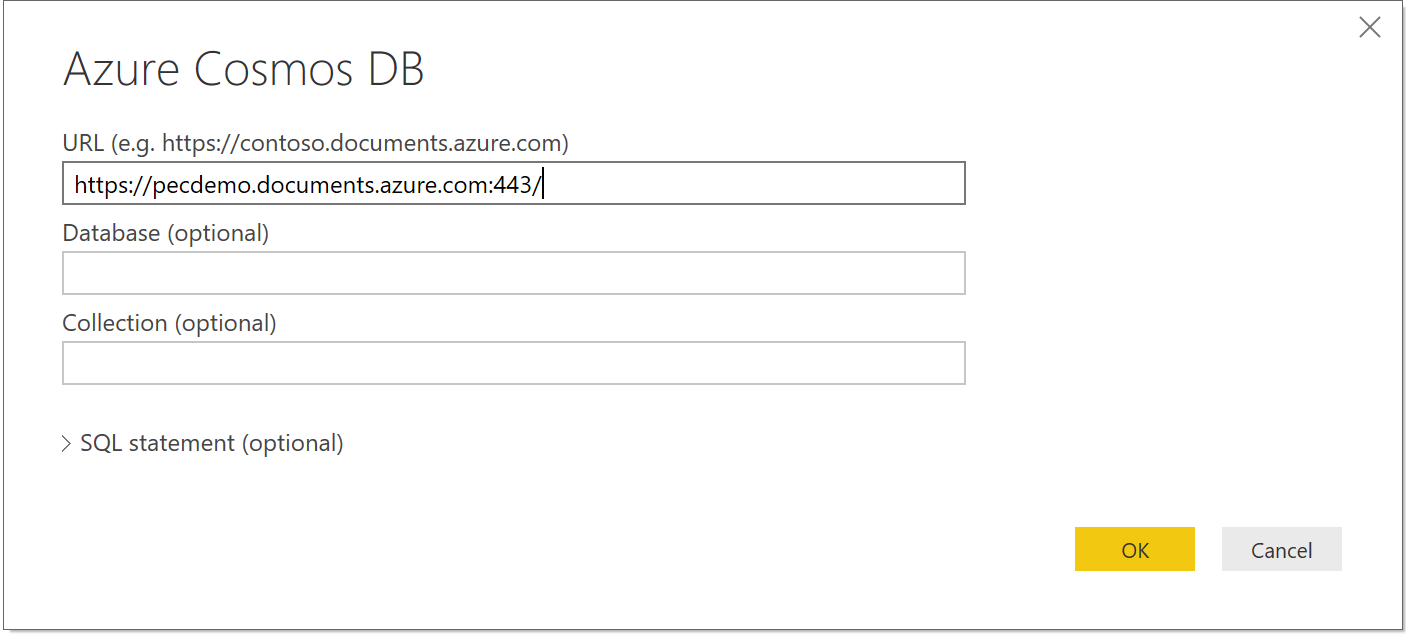 Azure Cosmos DB
URL (e.g. https://contoso.documents.azure.com)
https://pecdemo.documents.azure.com:443/
Database (optional)
Collection (optional)
SQL statement (optional)
OK Cancel